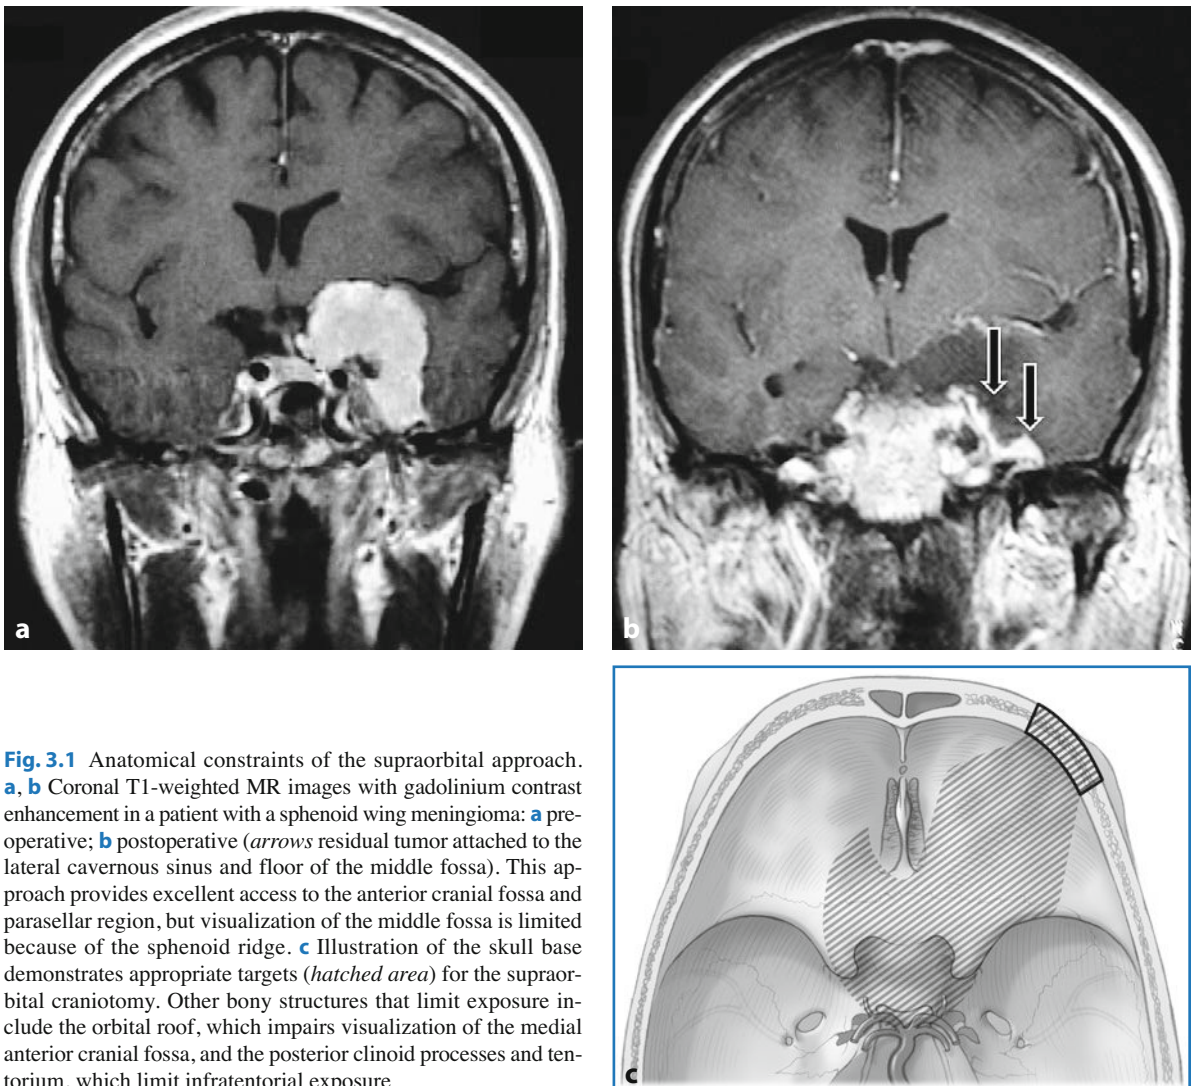 a
b
Fig. 3.1 Anatomical constraints of the supraorbital approach.
a, b Coronal T1-weighted MR images with gadolinium contrast
enhancement in a patient with a sphenoid wing meningioma: a pre-
operative; b postoperative (arrows residual tumor attached to the
lateral cavernous sinus and floor of the middle fossa). This ap-
proach provides excellent access to the anterior cranial fossa and
parasellar region, but visualization of the middle fossa is limited
because of the sphenoid ridge. c Illustration of the skull base
demonstrates appropriate targets (hatched area) for the supraor-
bital craniotomy. Other bony structures that limit exposure in-
clude the orbital roof, which impairs visualization of the medial
anterior cranial fossa, and the posterior clinoid processes and ten-
torium, which limit infratentorial exposure
c